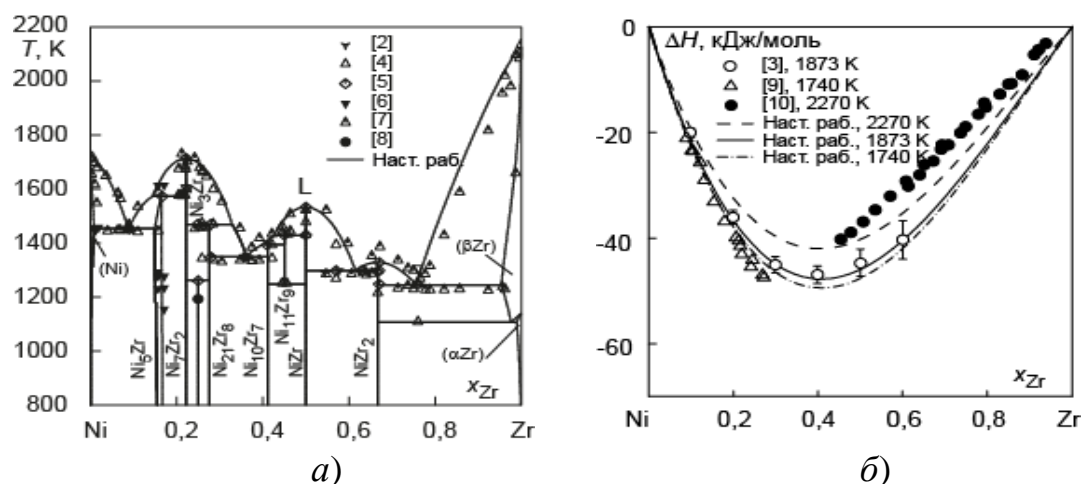 2200
T, K
2000
1800
1600
1400
1200
1000
800
[2]
[4]
[5]
[6]
[7]
[8]
Наст. раб.
L
(Ni)
Ni5Zr
Ni7Zr2
Ni3Zr
Ni21Zr8
Ni10Zr7
Ni11Zr9
NiZr
NiZr2
(βZr)
(αZr)
xZr
Ni 0,2 0,4 0,6 0,8 Zr
а)
0
-20
-40
-60
ΔH, кДж/моль
[3], 1873 K
[9], 1740 K
[10], 2270 K
Наст. раб., 2270 K
Наст. раб., 1873 K
Наст. раб., 1740 K
xZr
Ni 0,2 0,4 0,6 0,8 Zr
б)